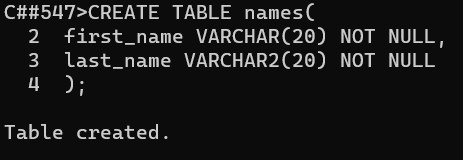 C##547>CREATE TABLE names(
  2  first_name VARCHAR(20) NOT NULL,
  3  last_name VARCHAR2(20) NOT NULL
  4  );
Table created.